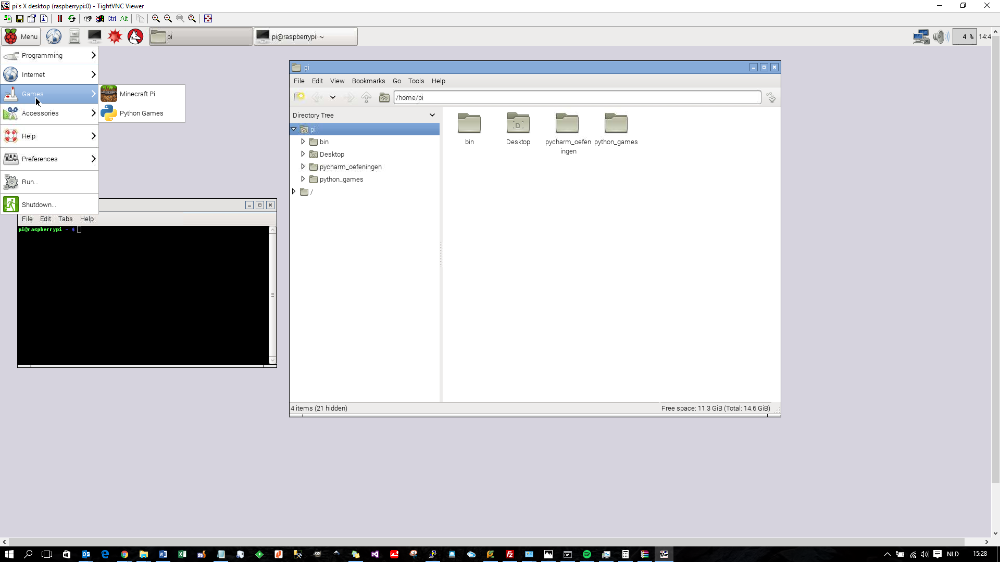 pi's X desktop (raspberrypi:0) - TightVNC Viewer
Ctrl Alt
Menu
pi
pi@raspberrypi: ~
4 %
14:4
Programming
Internet
Games
Accessories
Help
Preferences
Run...
Shutdown...
Minecraft Pi
Python Games
File Edit Tabs Help
pi@raspberrypi ~ $
pi
File Edit View Bookmarks Go Tools Help
/home/pi
Directory Tree
pi
bin
Desktop
pycharm_oefeningen
python_games
/
bin
Desktop
pycharm_oefen
ingen
python_games
4 items (21 hidden)
Free space: 11.3 GiB (Total: 14.6 GiB)
NLD
15:28